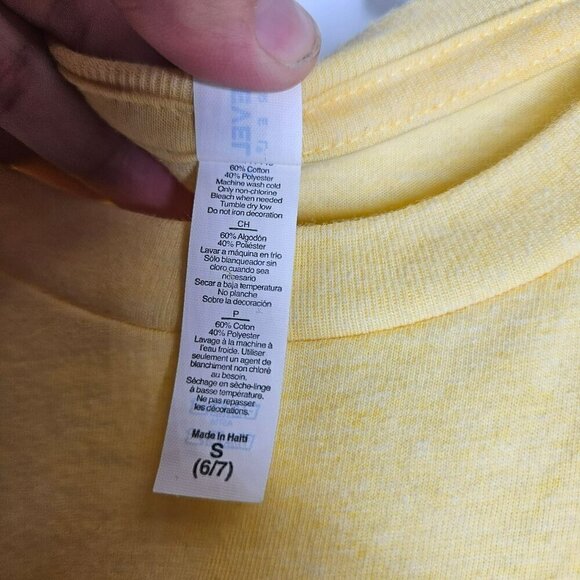 60% Cotton
40% Polyester
Machine wash cold
Only non-chlorine
Bleach when needed
Tumble dry low
Do not iron decoration
CH
60% Algodón
40% Poliéster
Lavar a máquina en frio
Sólo blanqueador sin
cloro cuando sea
necesario
Secar a baja temperatura
No planche
Sobre la decoración
P
60% Coton
40% Polyester
Lavage à la machine à
l'eau froide. Utiliser
seulement un agent de
blanchiment non chloré
au besoin.
Séchage en sèche-linge
à basse température.
Ne pas repasser
les décorations.
Made in Haiti
S
(6/7)